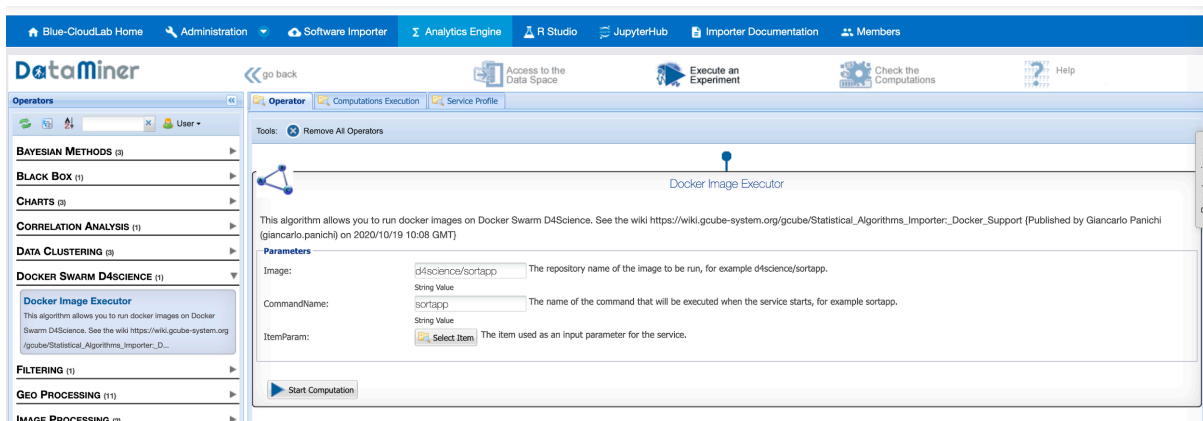 Blue-CloudLab Home Administration Software Importer Analytics Engine R Studio JupyterHub Importer Documentation Members
DataMiner
go back
Access to the
Data Space
Execute an
Experiment
Check the
Computations
Help
Operators
Operator Computations Execution Service Profile
User
Tools: Remove All Operators
BAYESIAN METHODS (3)
BLACK BOX (1)
CHARTS (3)
CORRELATION ANALYSIS (1)
DATA CLUSTERING (3)
DOCKER SWARM D4SCIENCE (1)
Docker Image Executor
This algorithm allows you to run docker images on Docker
Swarm D4Science. See the wiki https://wiki.gcube-system.org
/gcube/Statistical_Algorithms_Importer:_D...
FILTERING (1)
GEO PROCESSING (11)
IMAGE PROCESSING
Docker Image Executor
This algorithm allows you to run docker images on Docker Swarm D4Science. See the wiki https://wiki.gcube-system.org/gcube/Statistical_Algorithms_Importer:_Docker_Support {Published by Giancarlo Panichi
(giancarlo.panichi) on 2020/10/19 10:08 GMT}
Parameters
Image: d4science/sortapp The repository name of the image to be run, for example d4science/sortapp.
String Value
CommandName: sortapp The name of the command that will be executed when the service starts, for example sortapp.
String Value
ItemParam: Select Item The item used as an input parameter for the service.
Start Computation